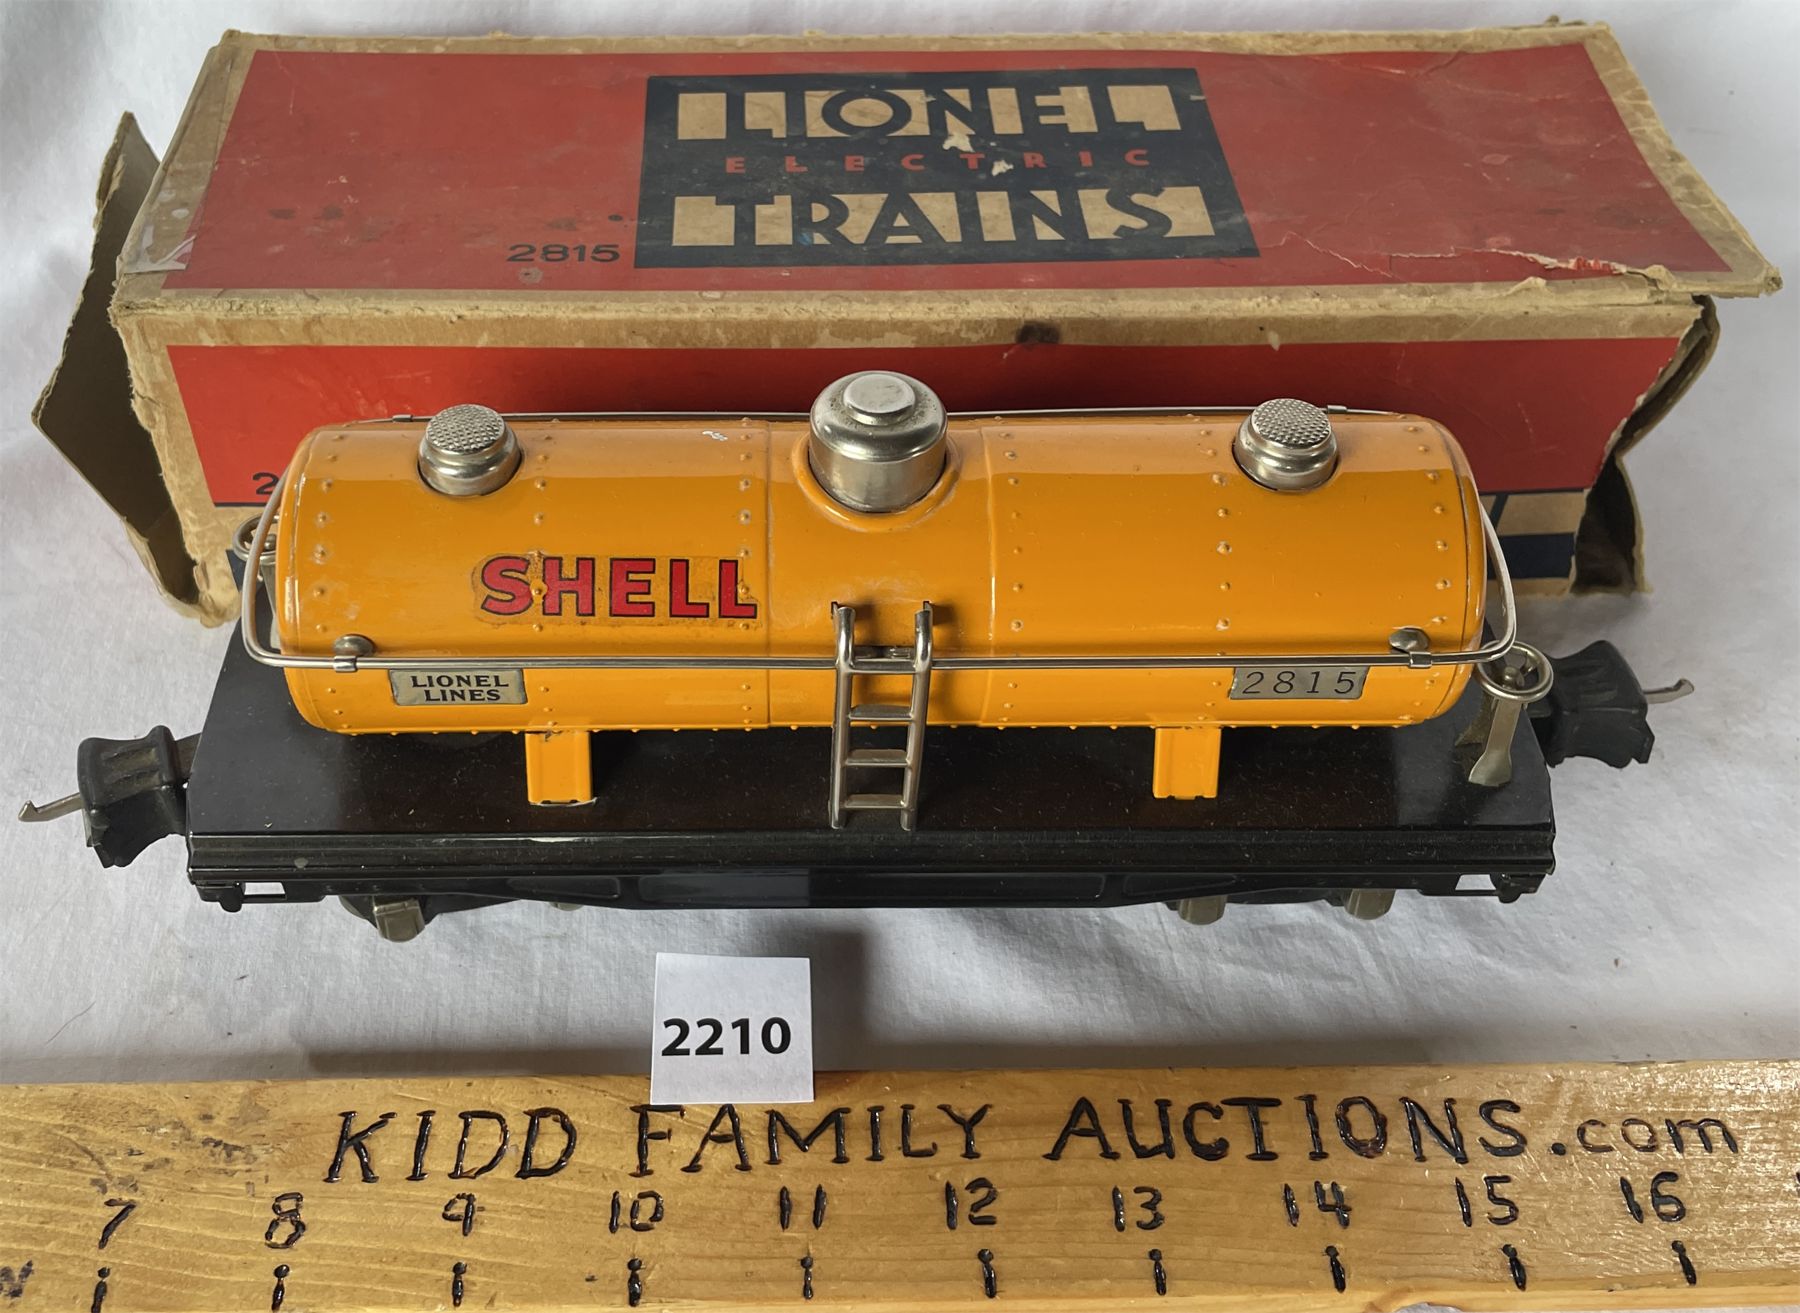 LIONEL
ELECTRIC
TRAINS
2815
2
SHELL
LIONEL
LINES
2815
2210
KIDD FAMILY AUCTIONS.com
7 8 9 10 11 12 13 14 15 16